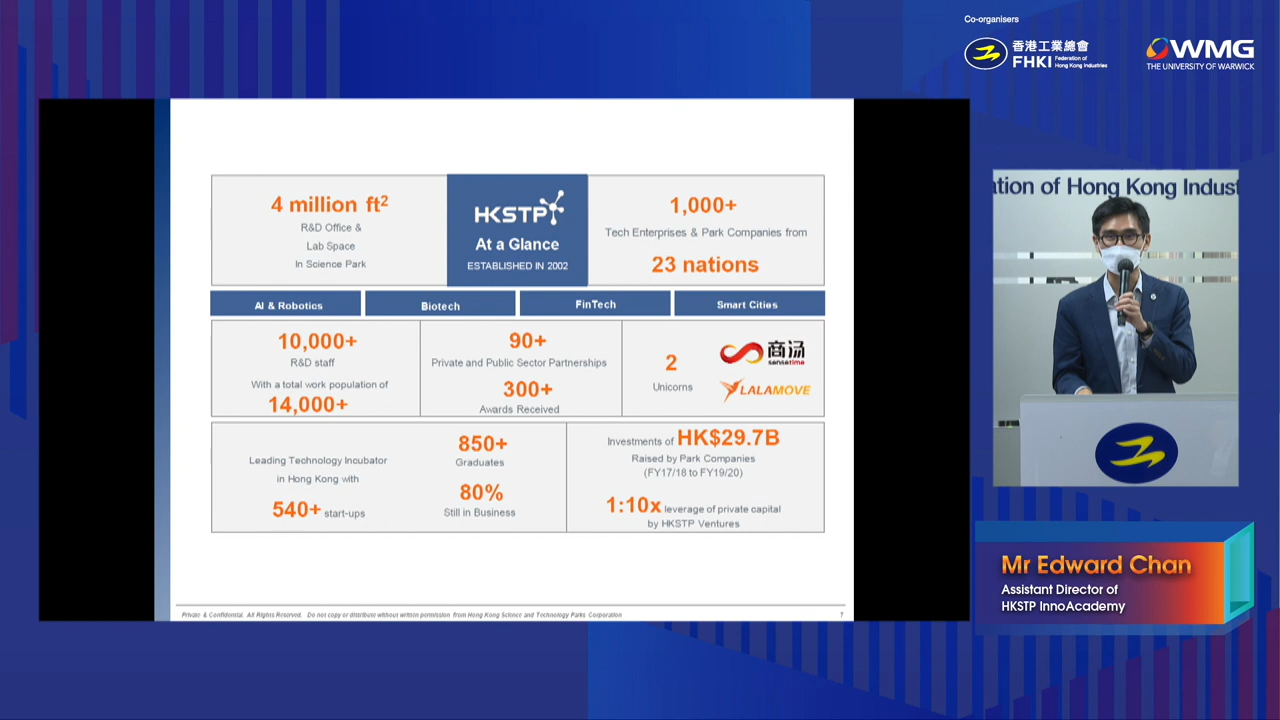 Co-organisers
香港工業總會
FHKI Federation of Hong Kong Industries
WMG
THE UNIVERSITY OF WARWICK
4 million ft²
R&D Office &
Lab Space
In Science Park
HKSTP
At a Glance
ESTABLISHED IN 2002
1,000+
Tech Enterprises & Park Companies from
23 nations
AI & Robotics
Biotech
FinTech
Smart Cities
10,000+
R&D staff
With a total work population of
14,000+
90+
Private and Public Sector Partnerships
300+
Awards Received
2
Unicorns
商汤
sensetime
LALAMOVE
Leading Technology Incubator
in Hong Kong with
540+ start-ups
850+
Graduates
80%
Still in Business
Investments of HK$29.7B
Raised by Park Companies
(FY17/18 to FY19/20)
1:10x leverage of private capital
by HKSTP Ventures
Private & Confidential. All Rights Reserved. Do not copy or distribute without written permission from Hong Kong Science and Technology Parks Corporation
7
ation of Hong Kong Indust
Mr Edward Chan
Assistant Director of
HKSTP InnoAcademy